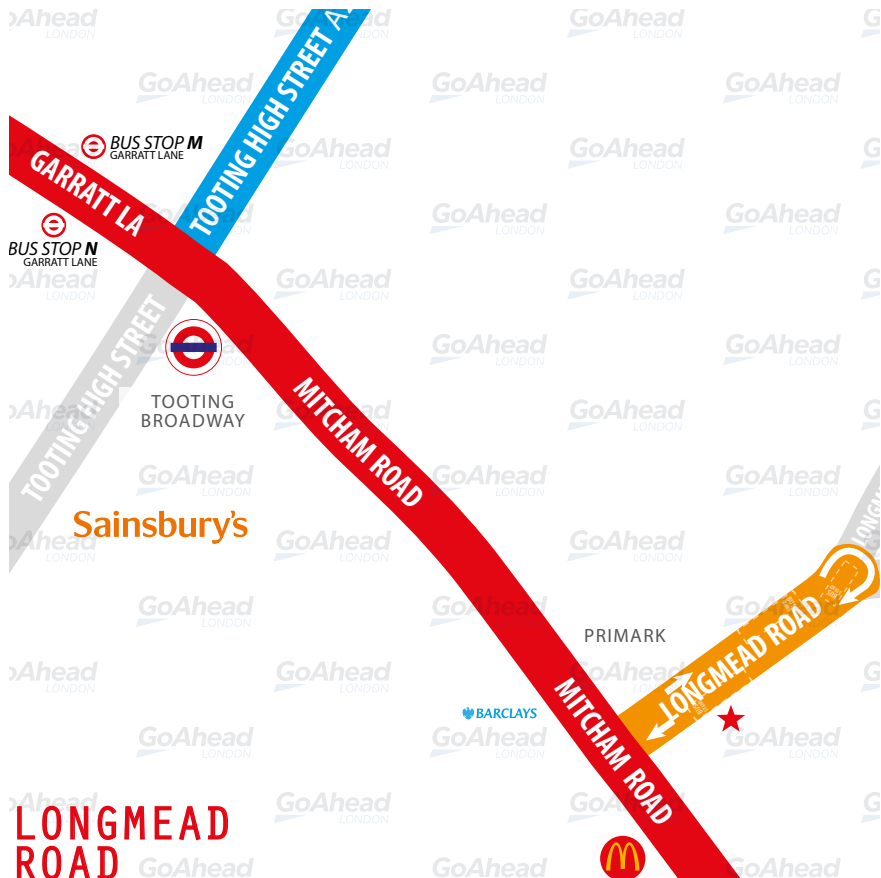 TOOTING HIGH STREET
BUS STOP M
GARRATT LANE
GARRATT LA
BUS STOP N
GARRATT LANE
TOOTING HIGH STREET
TOOTING
BROADWAY
MITCHAM ROAD
Sainsbury's
PRIMARK
LONGMEAD ROAD
BARCLAYS
MITCHAM ROAD
LONGMEAD
ROAD
GoAhead
LONDON